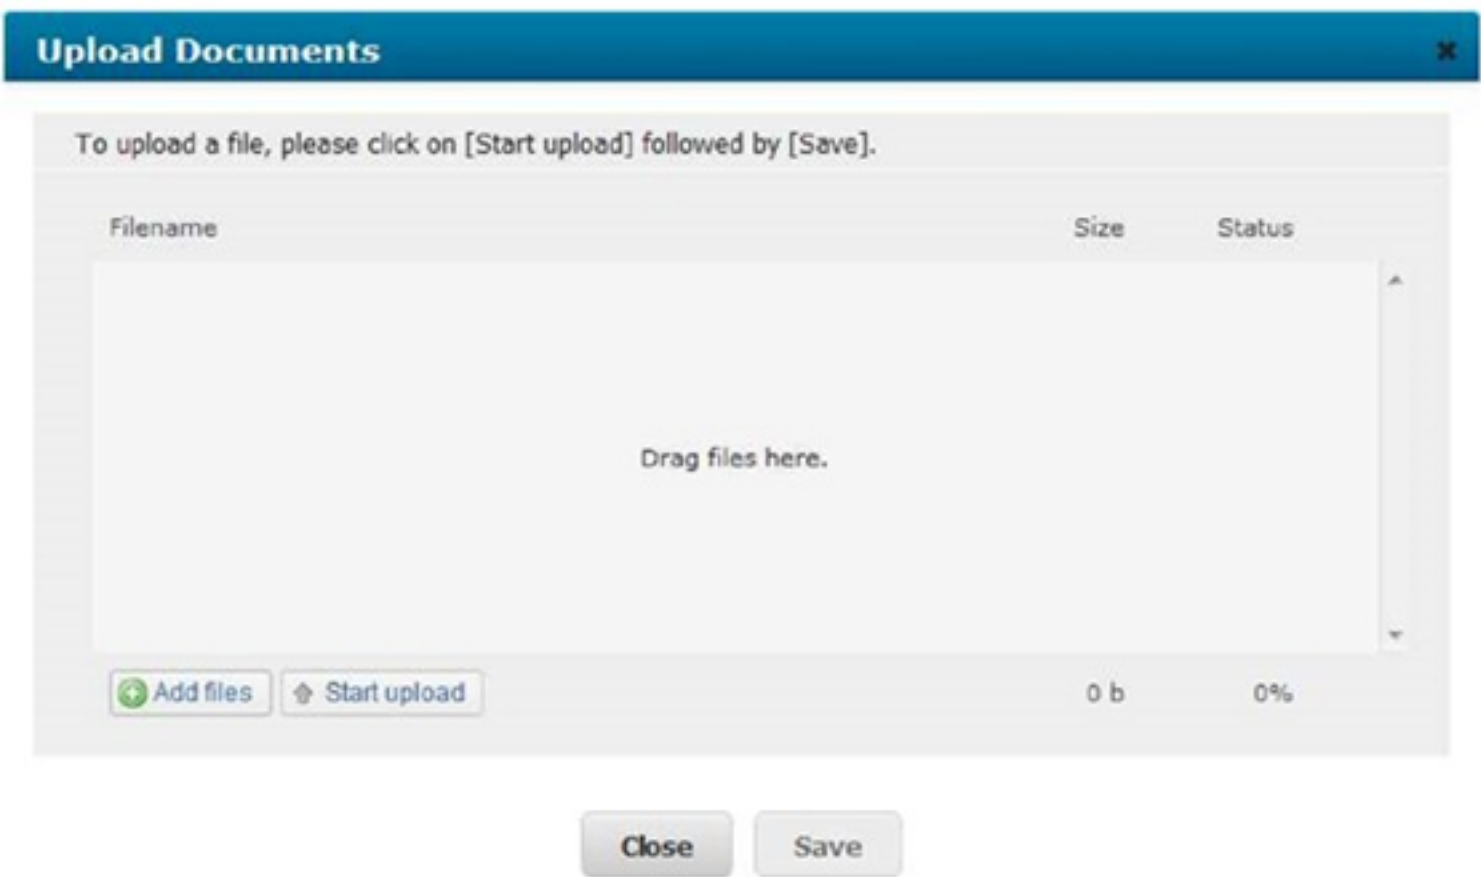 Upload Documents
To upload a file, please click on [Start upload] followed by [Save].
Filename Size Status
Drag files here.
Add files Start upload 0 b 0%
Close Save